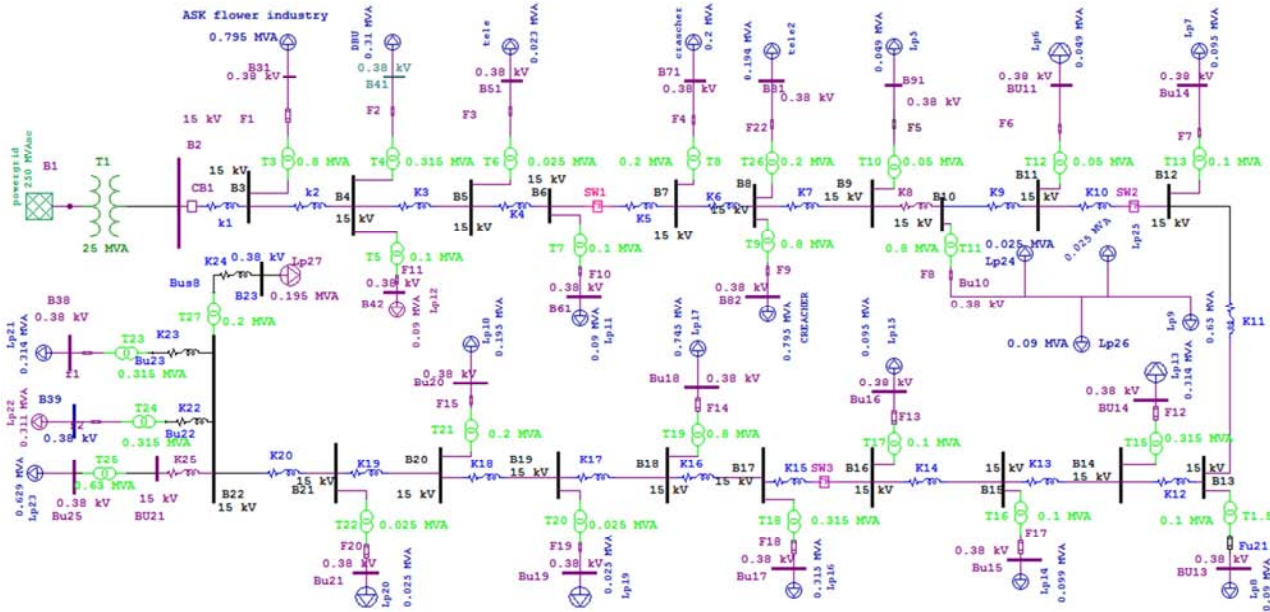 ASK flower industry
0.795 MVA
0.38 kV
B31
F1
T3
0.8 MVA
DBU
0.31 MVA
0.38 kV
B41
F2
T4
0.315 MVA
tele
0.023 MVA
0.38 kV
B51
F3
T6
0.025 MVA
0.2 MVA
0.38 kV
B71
F4
0.2 MVA
T8
0.194 MVA
tele2
B81
0.38 kV
F22
T26
0.2 MVA
Lp5
0.049 MVA
B91
0.38 kV
F5
T10
0.05 MVA
Lp6
0.049 MVA
0.38 kV
BU11
F6
T12
0.05 MVA
Lp7
0.095 MVA
0.38 kV
Bu14
F7
T13
0.1 MVA
powergrid
250 MVAsc
B1
T1
25 MVA
15 kV
B2
CB1
k1
15 kV
B3
k2
B4
15 kV
K3
B5
15 kV
K4
B6
15 kV
SW1
K5
B7
15 kV
K6
B8
15 kV
K7
B9
15 kV
K8
B10
15 kV
K9
B11
15 kV
K10
SW2
B12
15 kV
T5
0.1 MVA
F11
0.38 kV
B42
Lp12
0.09 MVA
T7
0.1 MVA
F10
0.38 kV
B61
Lp11
0.09 MVA
T9
0.8 MVA
F9
0.38 kV
B82
CREACHER
0.795 MVA
0.8 MVA
T11
F8
Bu10
0.38 kV
0.025 MVA
Lp24
0.025 MVA
Lp25
0.09 MVA
Lp26
Lp9
0.65 MVA
K11
K24
0.38 kV
Lp27
Bus8
B23
0.195 MVA
T27
0.2 MVA
B38
0.38 kV
Lp21
0.314 MVA
f1
T23
K23
Bu23
0.315 MVA
B39
Lp22
0.311 MVA
0.38 kV
T24
K22
Bu22
0.315 MVA
Lp23
0.629 MVA
0.38 kV
Bu25
T25
0.63 MVA
15 kV
BU21
K25
B22
15 kV
K20
B21
15 kV
K19
B20
15 kV
K18
B19
15 kV
K17
B18
15 kV
K16
B17
15 kV
K15
SW3
B16
15 kV
K14
15 kV
B15
K13
B14
15 kV
K12
15 kV
B13
Lp18
0.195 MVA
Bu20
0.38 kV
F15
T21
0.2 MVA
Lp17
0.745 MVA
Bu18
0.38 kV
F14
T19
0.8 MVA
Lp15
0.095 MVA
Bu16
0.38 kV
F13
T17
0.1 MVA
Lp13
0.314 MVA
0.38 kV
BU14
F12
T15
0.315 MVA
T22
0.025 MVA
F20
0.38 kV
Bu21
Lp20
0.025 MVA
T20
0.025 MVA
F19
0.38 kV
Bu19
Lp19
0.025 MVA
T18
0.315 MVA
F18
0.38 kV
Bu17
Lp16
0.315 MVA
T16
0.1 MVA
F17
0.38 kV
Bu15
Lp14
0.099 MVA
0.1 MVA
Fu21
0.38 kV
BU13
Lp8
0.09 MVA